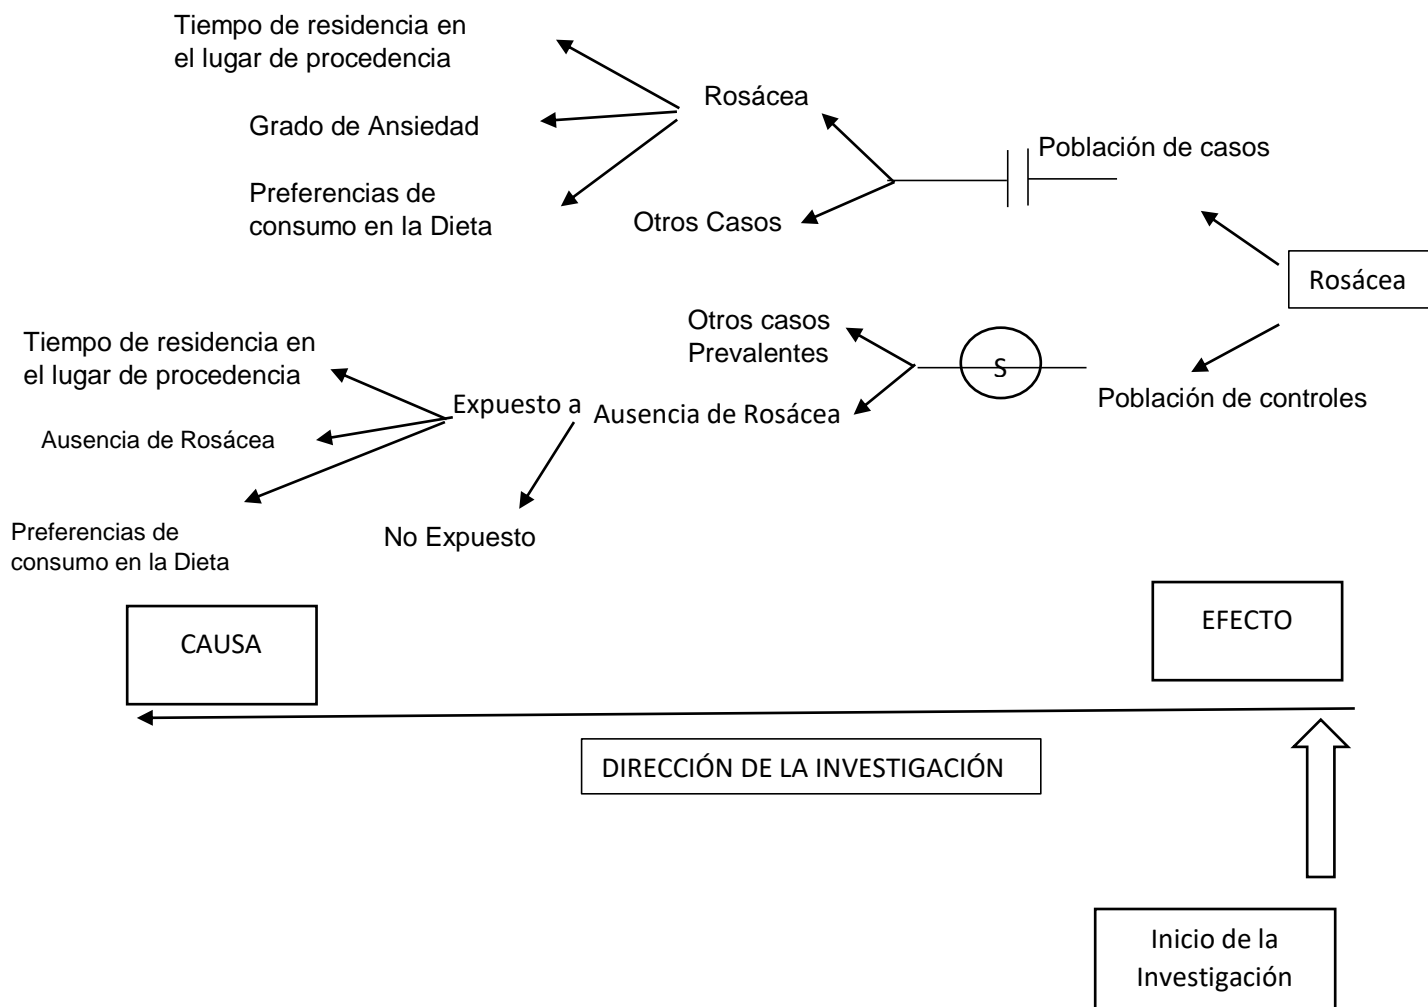 Tiempo de residencia en
el lugar de procedencia
Rosácea
Grado de Ansiedad
Población de casos
Preferencias de
consumo en la Dieta
Otros Casos
Rosácea
Otros casos
Prevalentes
S
Tiempo de residencia en
el lugar de procedencia
Expuesto a
Ausencia de Rosácea
Población de controles
Ausencia de Rosácea
Preferencias de
consumo en la Dieta
No Expuesto
CAUSA
EFECTO
DIRECCIÓN DE LA INVESTIGACIÓN
Inicio de la
Investigación